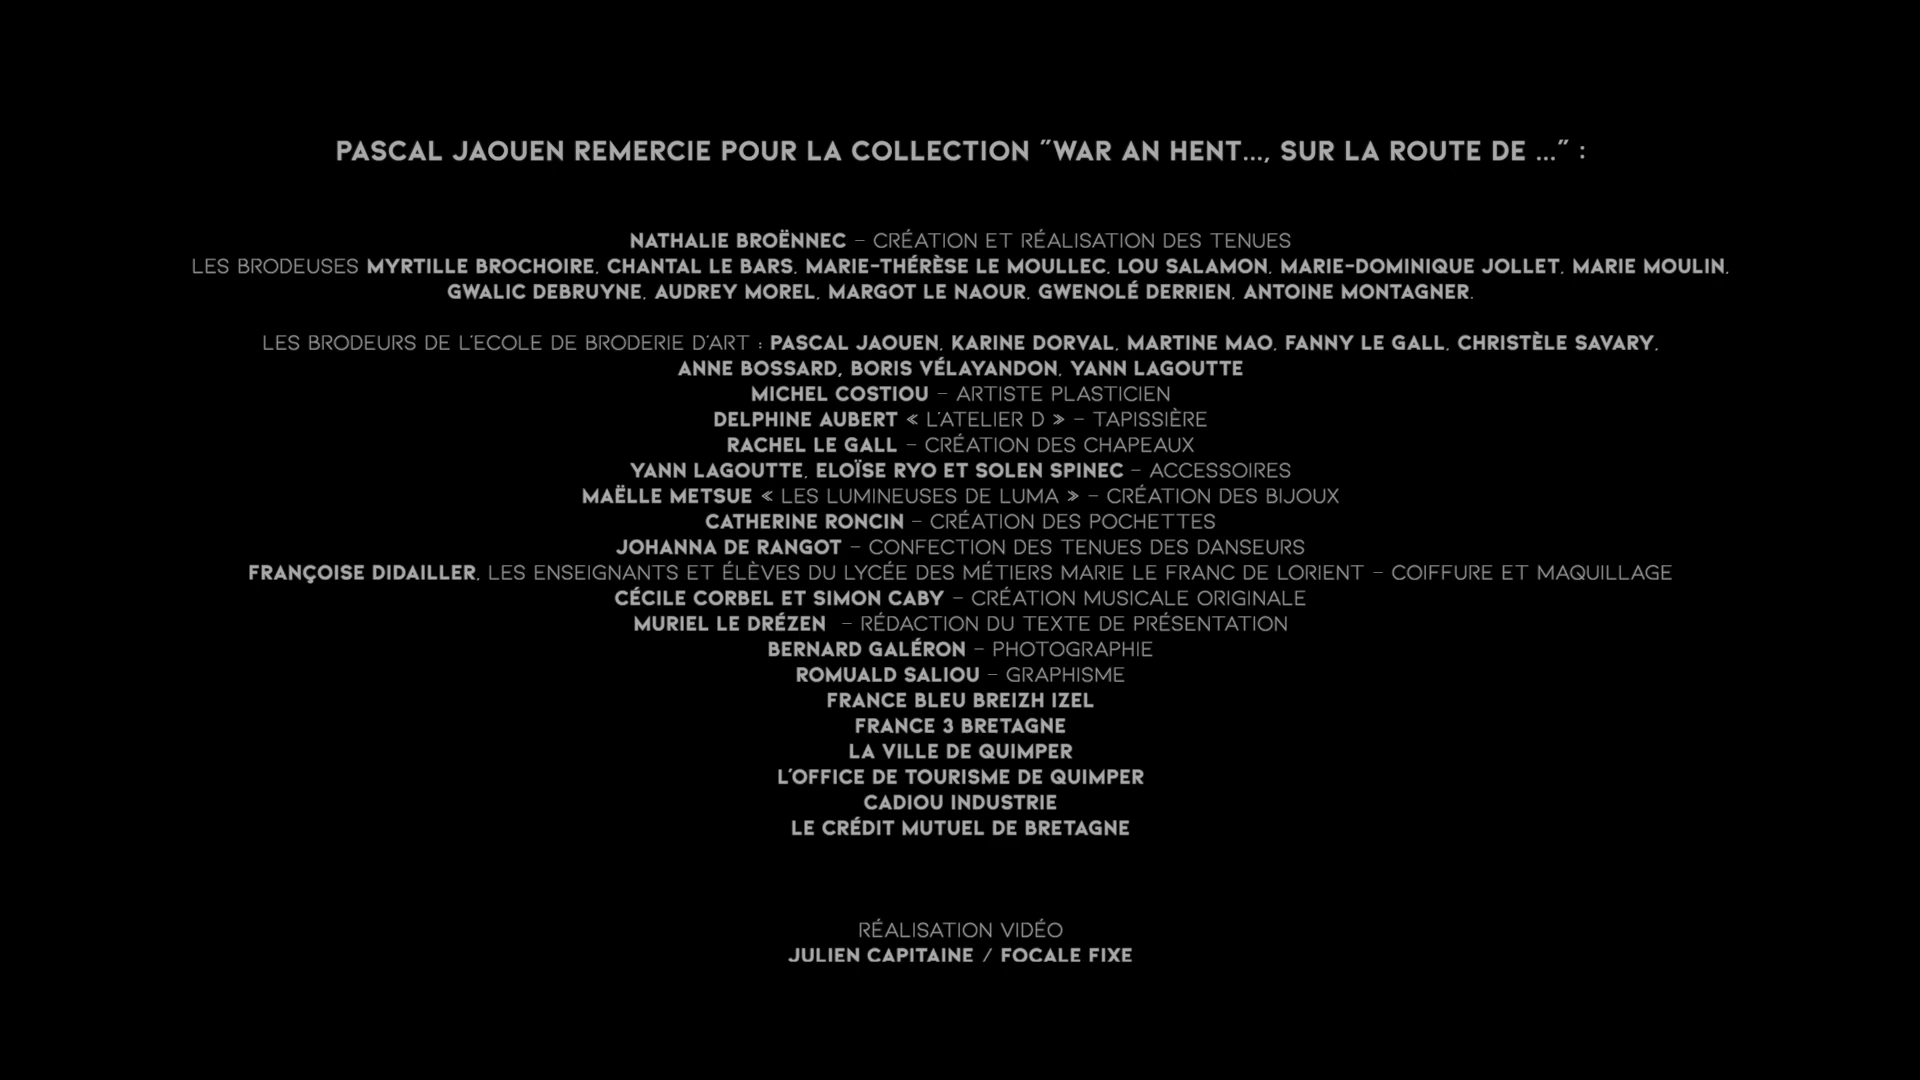 PASCAL JAOUEN REMERCIE POUR LA COLLECTION "WAR AN HENT..., SUR LA ROUTE DE ..." :
NATHALIE BROËNNEC – CRÉATION ET RÉALISATION DES TENUES
LES BRODEUSES MYRTILLE BROCHOIRE, CHANTAL LE BARS, MARIE-THÉRÈSE LE MOULLEC, LOU SALAMON, MARIE-DOMINIQUE JOLLET, MARIE MOULIN,
GWALIC DEBRUYNE, AUDREY MOREL, MARGOT LE NAOUR, GWENOLÉ DERRIEN, ANTOINE MONTAGNER.
LES BRODEURS DE L'ECOLE DE BRODERIE D'ART : PASCAL JAOUEN, KARINE DORVAL, MARTINE MAO, FANNY LE GALL, CHRISTÈLE SAVARY,
ANNE BOSSARD, BORIS VÉLAYANDON, YANN LAGOUTTE
MICHEL COSTIOU – ARTISTE PLASTICIEN
DELPHINE AUBERT « L'ATELIER D » – TAPISSIÈRE
RACHEL LE GALL – CRÉATION DES CHAPEAUX
YANN LAGOUTTE, ELOÏSE RYO ET SOLEN SPINEC – ACCESSOIRES
MAËLLE METSUE « LES LUMINEUSES DE LUMA » – CRÉATION DES BIJOUX
CATHERINE RONCIN – CRÉATION DES POCHETTES
JOHANNA DE RANGOT – CONFECTION DES TENUES DES DANSEURS
FRANÇOISE DIDAILLER, LES ENSEIGNANTS ET ÉLÈVES DU LYCÉE DES MÉTIERS MARIE LE FRANC DE LORIENT – COIFFURE ET MAQUILLAGE
CÉCILE CORBEL ET SIMON CABY – CRÉATION MUSICALE ORIGINALE
MURIEL LE DRÉZEN – RÉDACTION DU TEXTE DE PRÉSENTATION
BERNARD GALÉRON – PHOTOGRAPHIE
ROMUALD SALIOU – GRAPHISME
FRANCE BLEU BREIZH IZEL
FRANCE 3 BRETAGNE
LA VILLE DE QUIMPER
L'OFFICE DE TOURISME DE QUIMPER
CADIOU INDUSTRIE
LE CRÉDIT MUTUEL DE BRETAGNE
RÉALISATION VIDÉO
JULIEN CAPITAINE / FOCALE FIXE